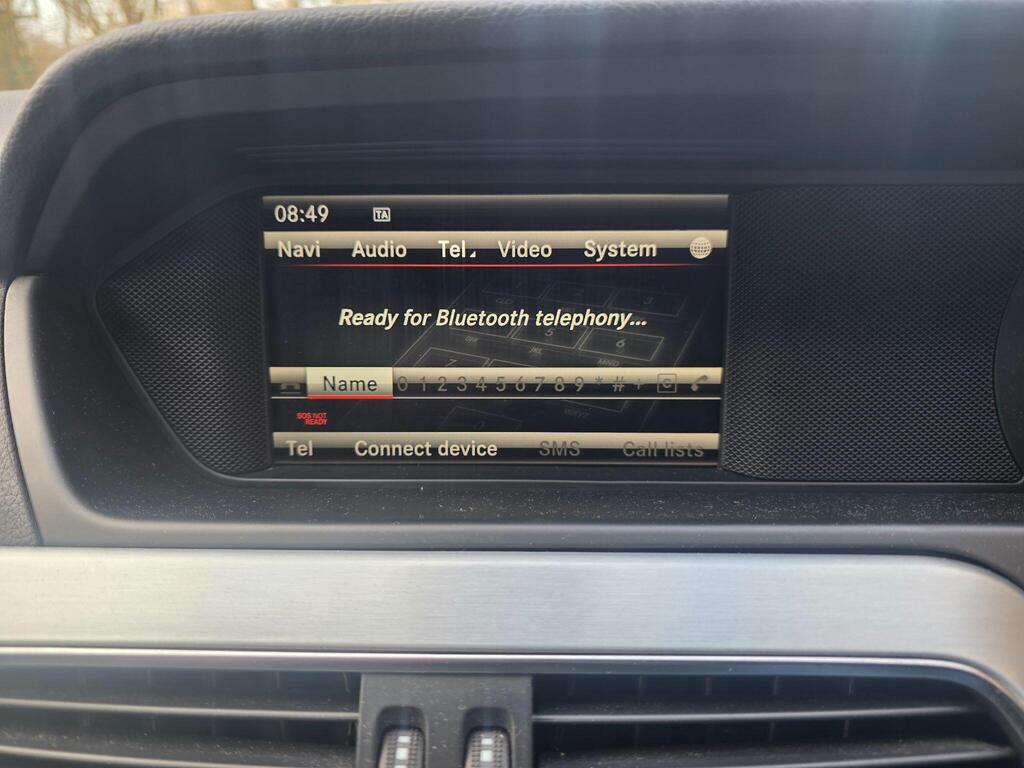 08:49 TA
Navi Audio Tel Video System
Ready for Bluetooth telephony...
Name 0 1 2 3 4 5 6 7 8 9 * # +
SOS NOT
READY
Tel Connect device SMS Call lists